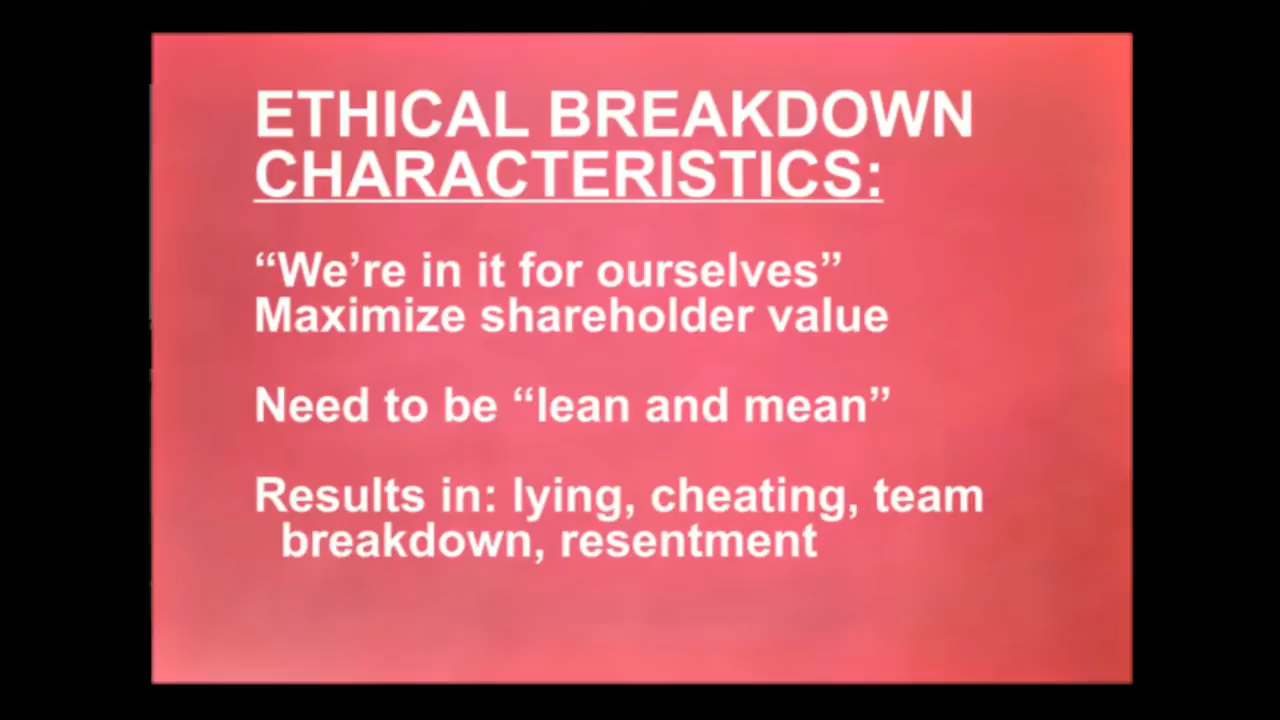 ETHICAL BREAKDOWN
CHARACTERISTICS:
“We’re in it for ourselves”
Maximize shareholder value
Need to be “lean and mean”
Results in: lying, cheating, team
breakdown, resentment